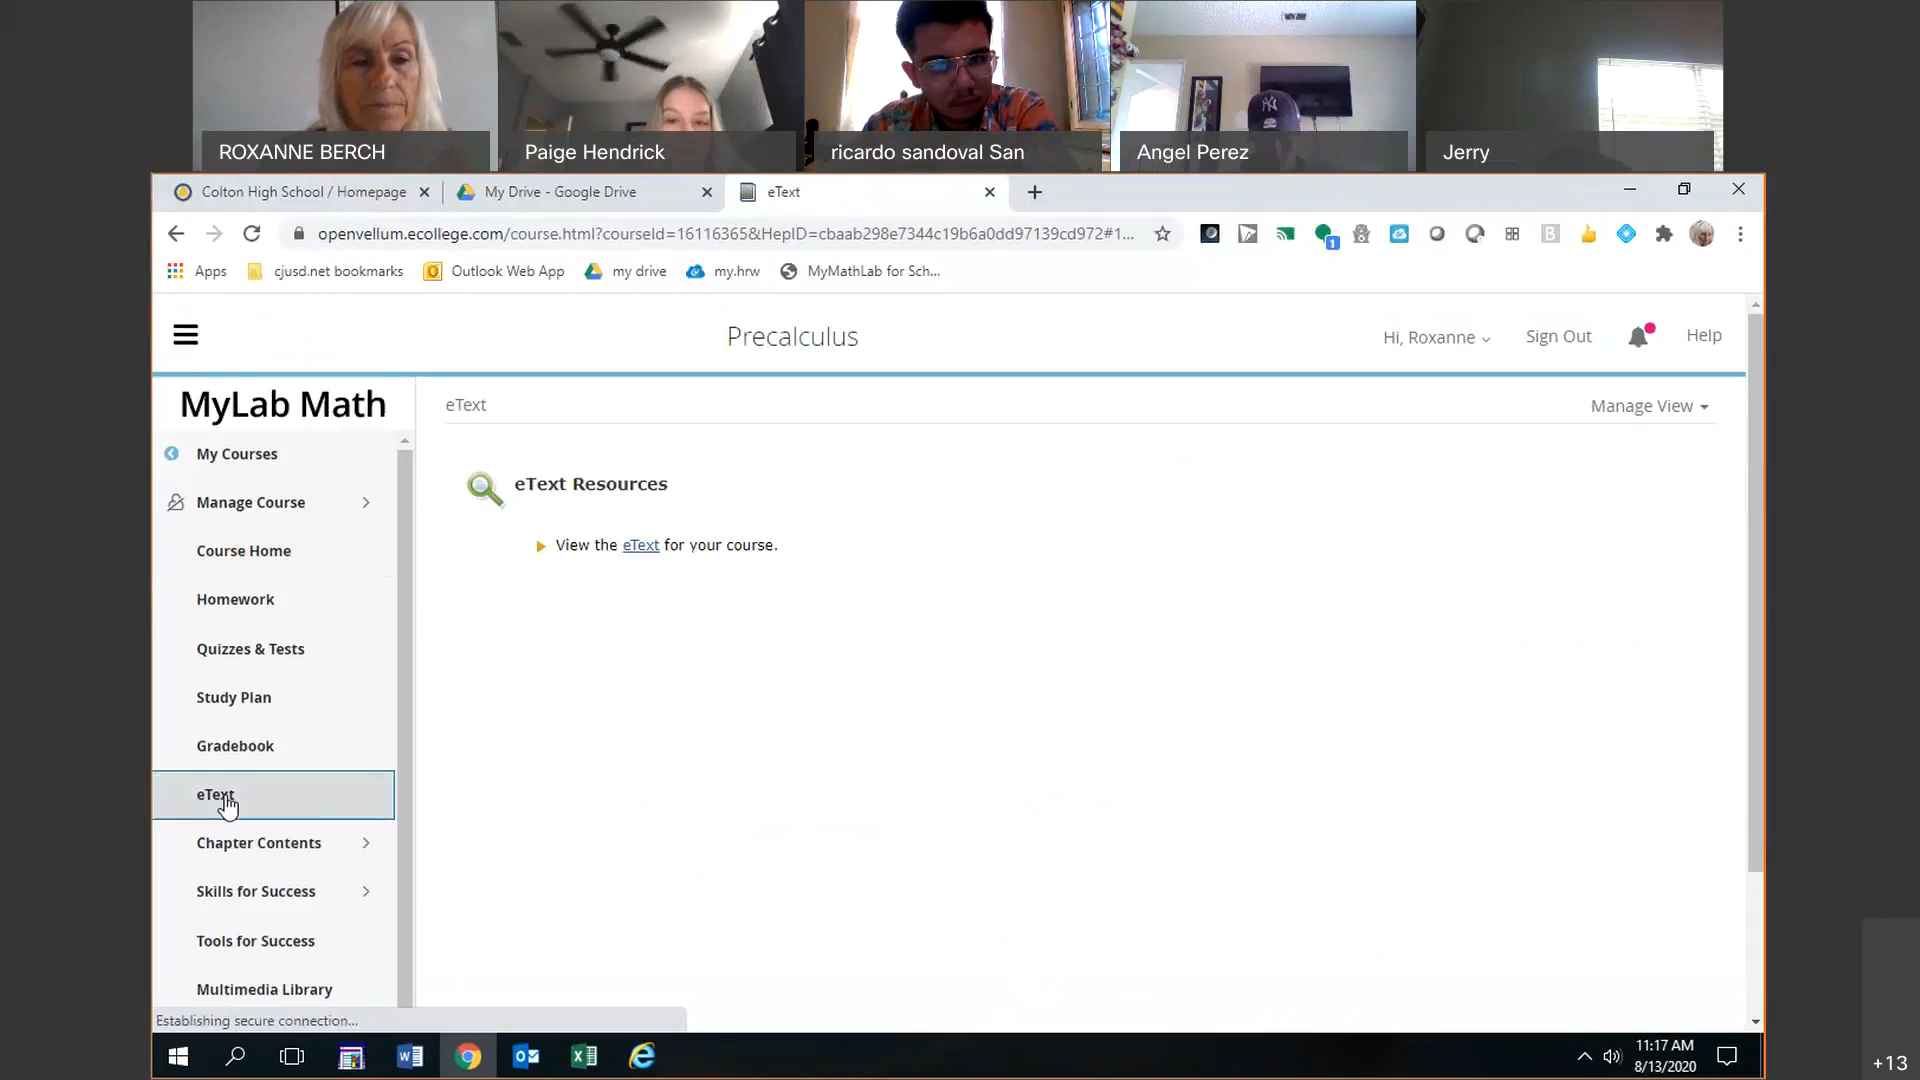 ROXANNE BERCH
Paige Hendrick
ricardo sandoval San
Angel Perez
Jerry
Colton High School / Homepage
My Drive - Google Drive
eText
openvellum.ecollege.com/course.html?courseId=16116365&HepID=cbaab298e7344c19b6a0dd97139cd972#1...
1
Apps
cjusd.net bookmarks
Outlook Web App
my drive
my.hrw
MyMathLab for Sch...
Precalculus
Hi, Roxanne
Sign Out
Help
MyLab Math
eText
Manage View
My Courses
Manage Course
Course Home
Homework
Quizzes & Tests
Study Plan
Gradebook
eText
Chapter Contents
Skills for Success
Tools for Success
Multimedia Library
eText Resources
View the eText for your course.
Establishing secure connection...
11:17 AM
8/13/2020
+13